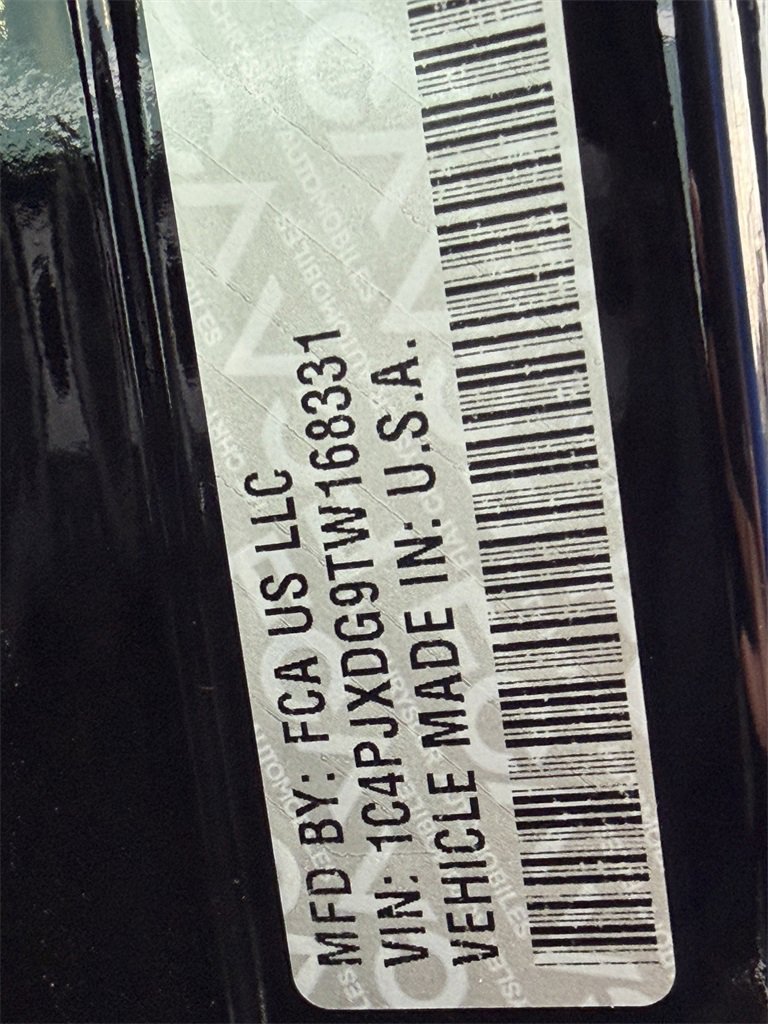 MFD BY: FCA US LLC
VIN: 1C4PJXDG9TW168331
VEHICLE MADE IN: U.S.A.